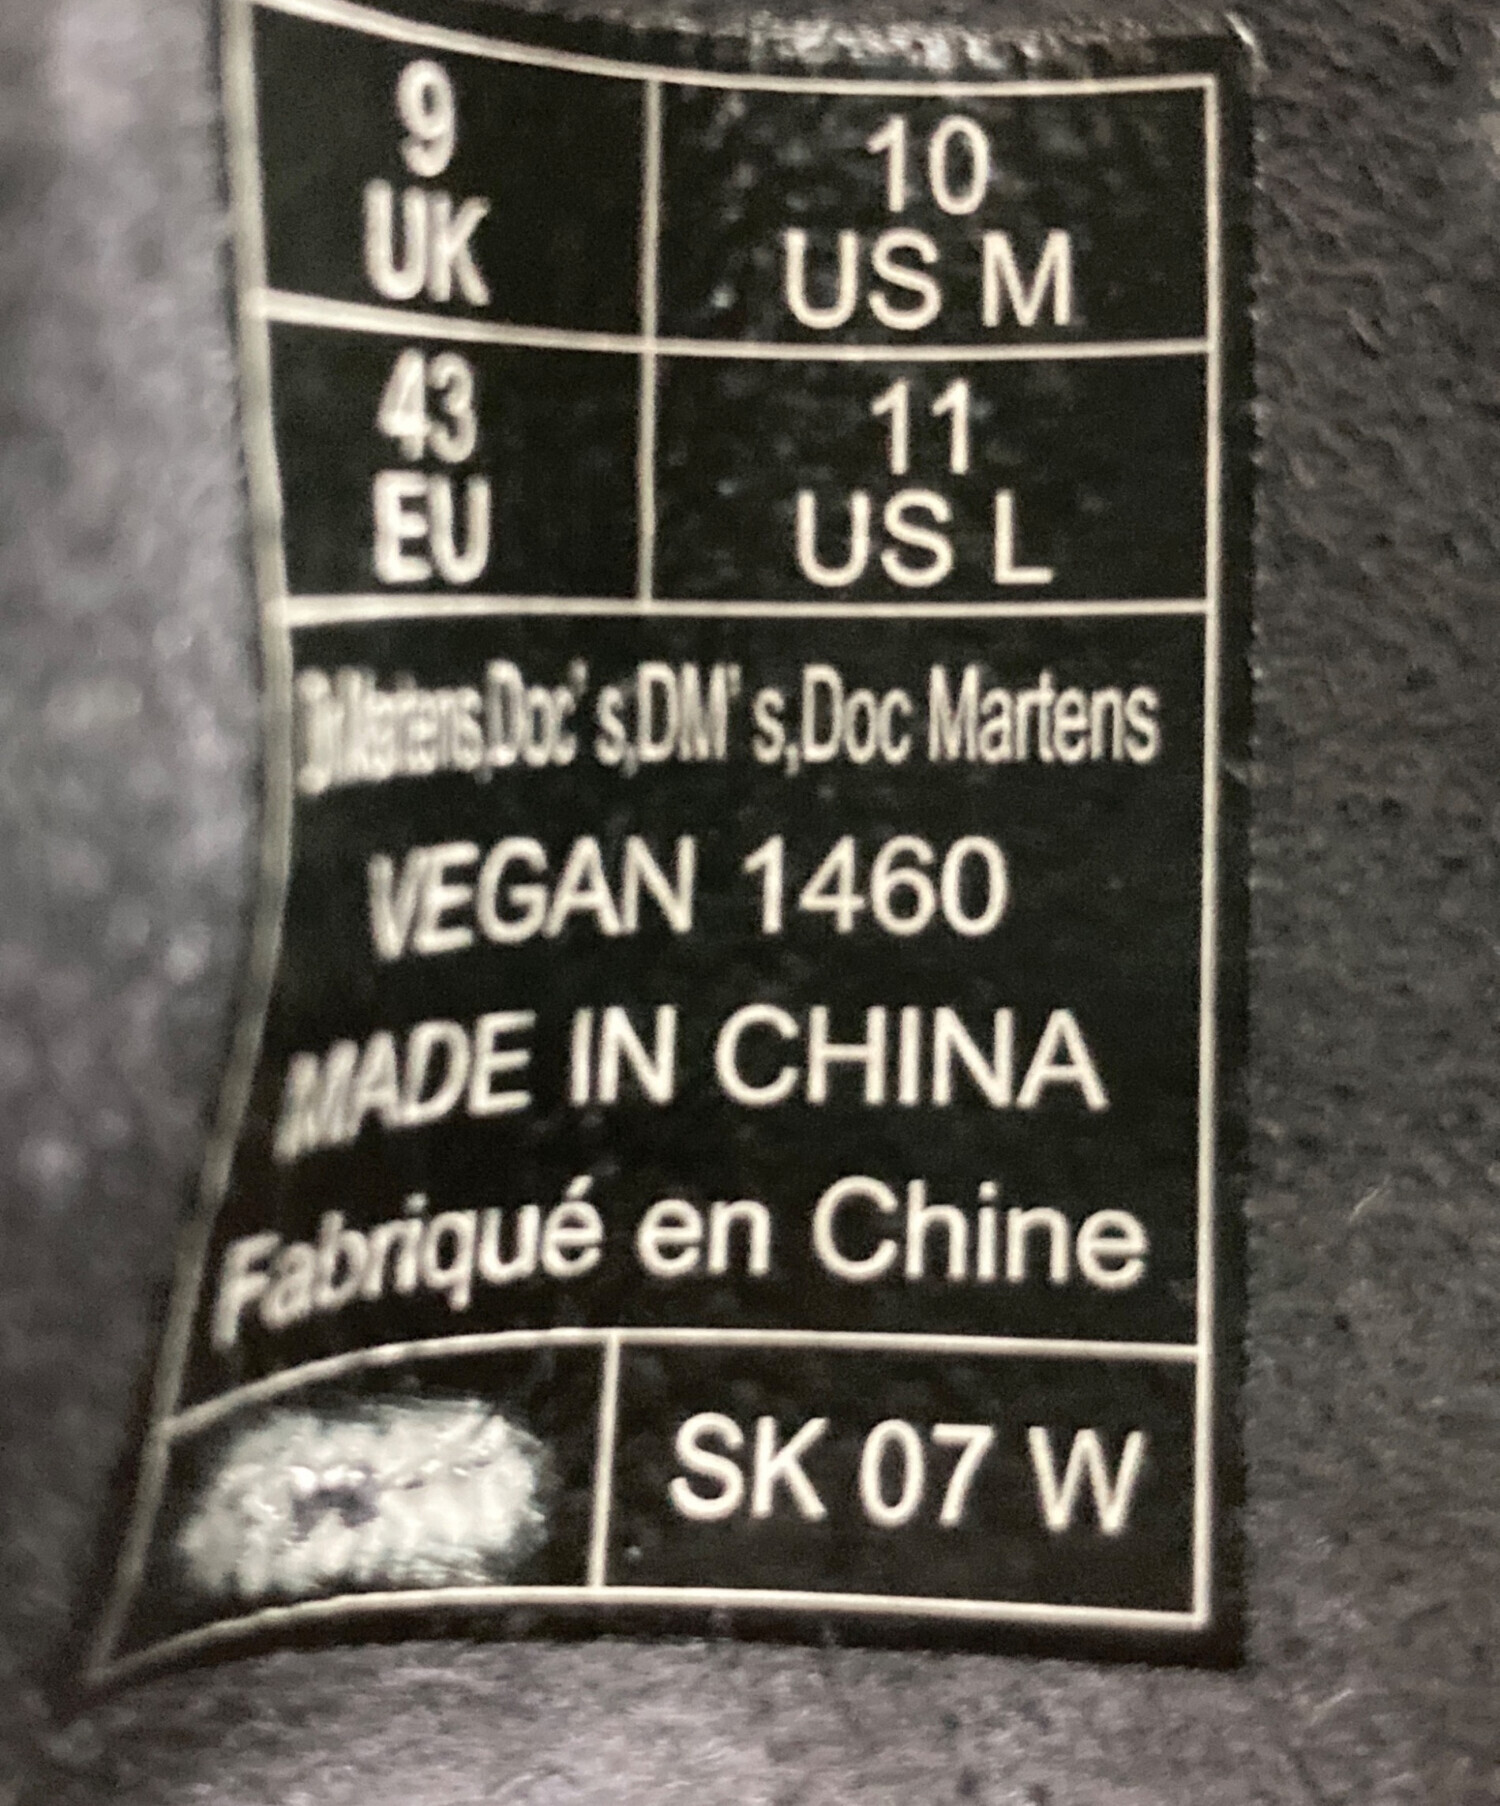 9
UK
10
US M
43
EU
11
US L
Dr.Martens,Doc's,DM's,Doc Martens
VEGAN 1460
MADE IN CHINA
Fabriqué en Chine
SK 07 W